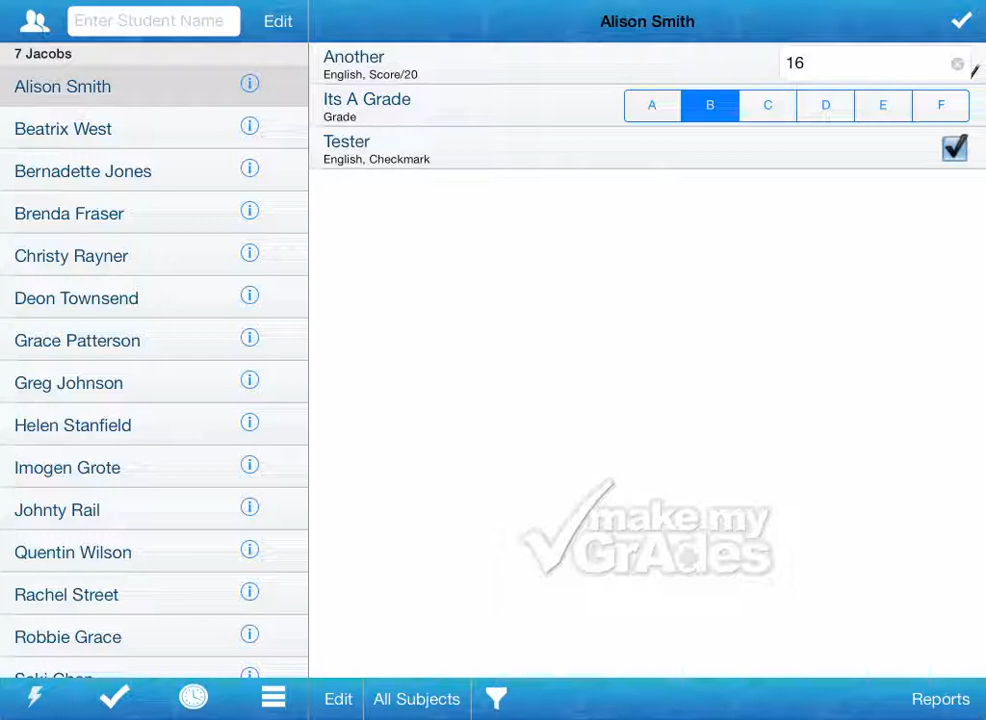 Enter Student Name
Edit
Alison Smith
7 Jacobs
Alison Smith
Beatrix West
Bernadette Jones
Brenda Fraser
Christy Rayner
Deon Townsend
Grace Patterson
Greg Johnson
Helen Stanfield
Imogen Grote
Johnty Rail
Quentin Wilson
Rachel Street
Robbie Grace
Another
English, Score/20
16
Its A Grade
Grade
A B C D E F
Tester
English, Checkmark
make my
GrAdes
Edit
All Subjects
Reports